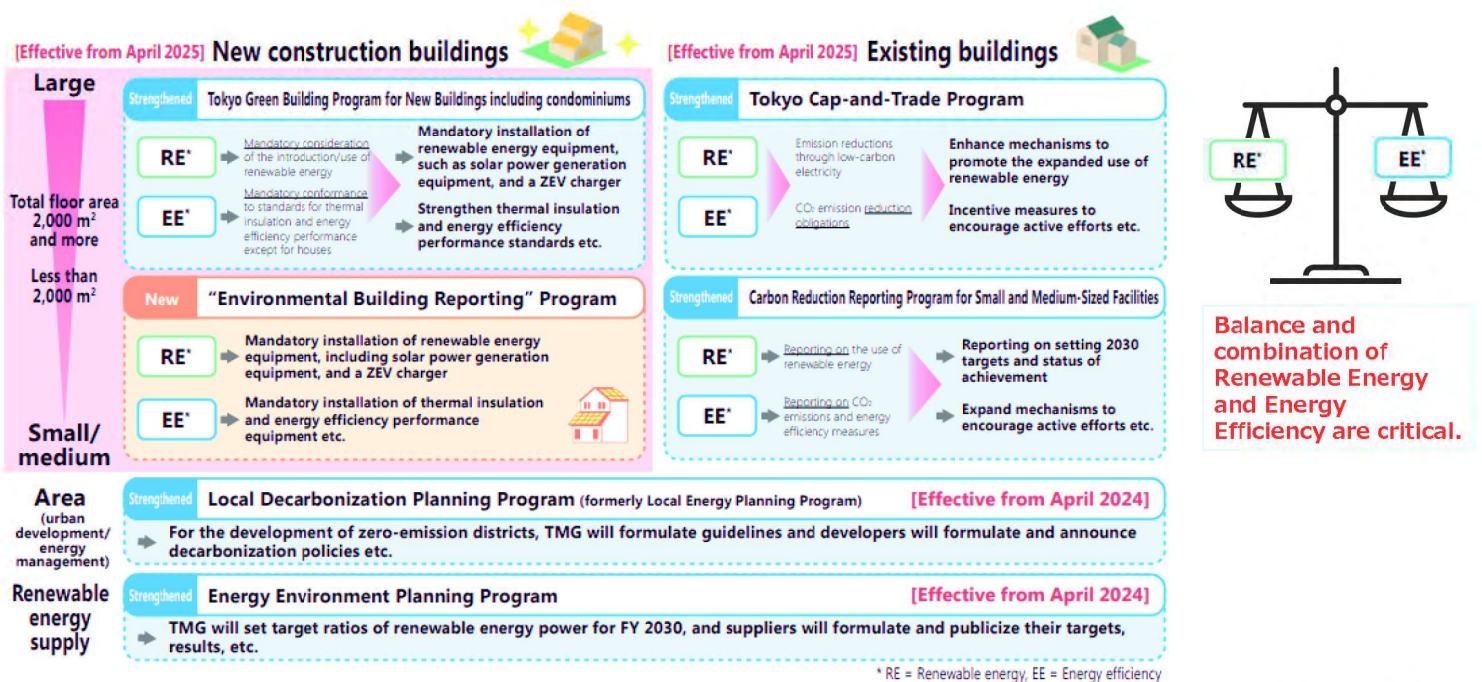 [Effective from April 2025] New construction buildings
[Effective from April 2025] Existing buildings
Large
Total floor area
2,000 m²
and more
Less than
2,000 m²
Small/
medium
Strengthened
Tokyo Green Building Program for New Buildings including condominiums
RE*
Mandatory consideration
of the introduction/use of
renewable energy
Mandatory installation of
renewable energy equipment,
such as solar power generation
equipment, and a ZEV charger
EE*
Mandatory conformance
to standards for thermal
insulation and energy
efficiency performance
except for houses
Strengthen thermal insulation
and energy efficiency
performance standards etc.
Strengthened
Tokyo Cap-and-Trade Program
RE*
Emission reductions
through low-carbon
electricity
Enhance mechanisms to
promote the expanded use of
renewable energy
EE*
CO₂ emission reduction
obligations
Incentive measures to
encourage active efforts etc.
New
“Environmental Building Reporting” Program
RE*
Mandatory installation of renewable energy
equipment, including solar power generation
equipment, and a ZEV charger
EE*
Mandatory installation of thermal insulation
and energy efficiency performance
equipment etc.
Strengthened
Carbon Reduction Reporting Program for Small and Medium-Sized Facilities
RE*
Reporting on the use of
renewable energy
Reporting on setting 2030
targets and status of
achievement
EE*
Reporting on CO₂
emissions and energy
efficiency measures
Expand mechanisms to
encourage active efforts etc.
Area
(urban
development/
energy
management)
Strengthened
Local Decarbonization Planning Program (formerly Local Energy Planning Program)
[Effective from April 2024]
For the development of zero-emission districts, TMG will formulate guidelines and developers will formulate and announce
decarbonization policies etc.
Renewable
energy
supply
Strengthened
Energy Environment Planning Program
[Effective from April 2024]
TMG will set target ratios of renewable energy power for FY 2030, and suppliers will formulate and publicize their targets,
results, etc.
* RE = Renewable energy, EE = Energy efficiency
RE*
EE*
Balance and
combination of
Renewable Energy
and Energy
Efficiency are critical.